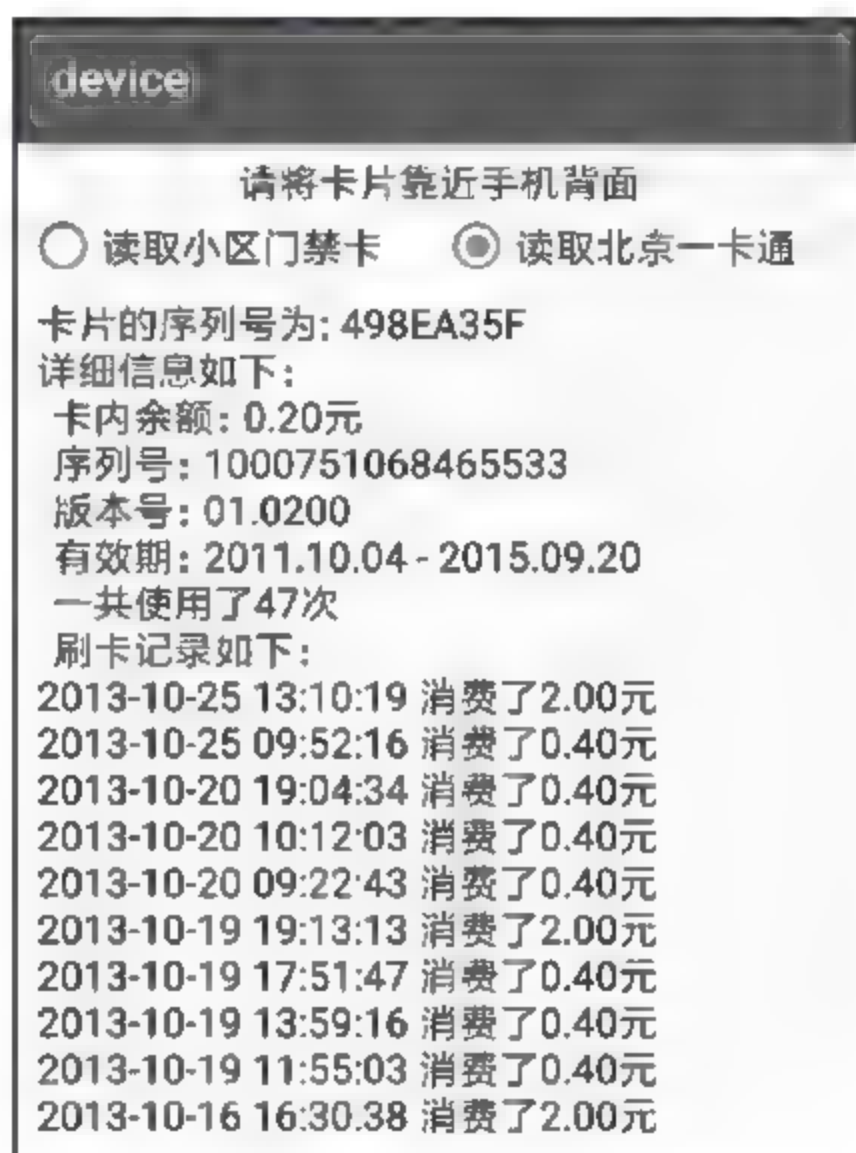 device
请将卡片靠近手机背面
读取小区门禁卡 读取北京一卡通
卡片的序列号为: 498EA35F
详细信息如下:
卡内余额: 0.20元
序列号: 1000751068465533
版本号: 01.0200
有效期: 2011.10.04 - 2015.09.20
一共使用了47次
刷卡记录如下:
2013-10-25 13:10:19 消费了2.00元
2013-10-25 09:52:16 消费了0.40元
2013-10-20 19:04:34 消费了0.40元
2013-10-20 10:12:03 消费了0.40元
2013-10-20 09:22:43 消费了0.40元
2013-10-19 19:13:13 消费了2.00元
2013-10-19 17:51:47 消费了0.40元
2013-10-19 13:59:16 消费了0.40元
2013-10-19 11:55:03 消费了0.40元
2013-10-16 16:30:38 消费了2.00元